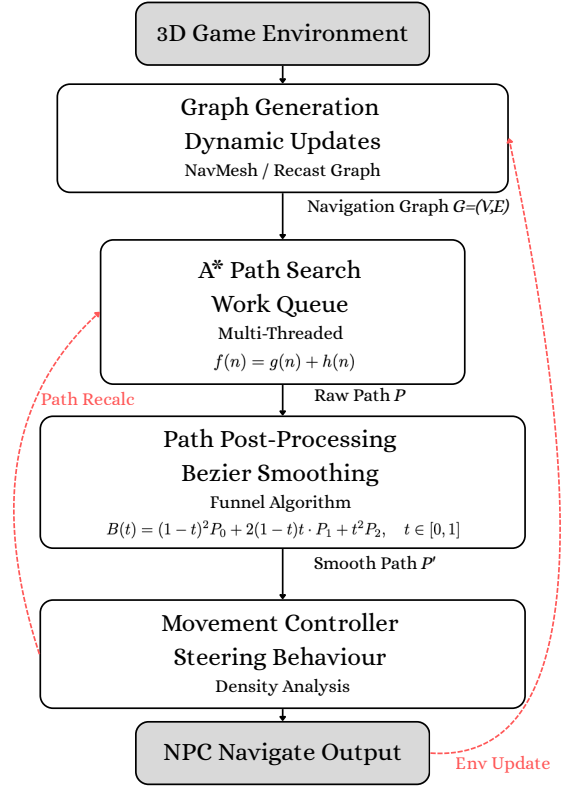 3D Game Environment
Graph Generation
Dynamic Updates
NavMesh / Recast Graph
Navigation Graph G=(V,E)
A* Path Search
Work Queue
Multi-Threaded
f(n) = g(n) + h(n)
Path Recalc
Raw Path P
Path Post-Processing
Bezier Smoothing
Funnel Algorithm
B(t) = (1 − t)²P₀ + 2(1 − t)t · P₁ + t²P₂, t ∈ [0, 1]
Smooth Path P'
Movement Controller
Steering Behaviour
Density Analysis
NPC Navigate Output
Env Update